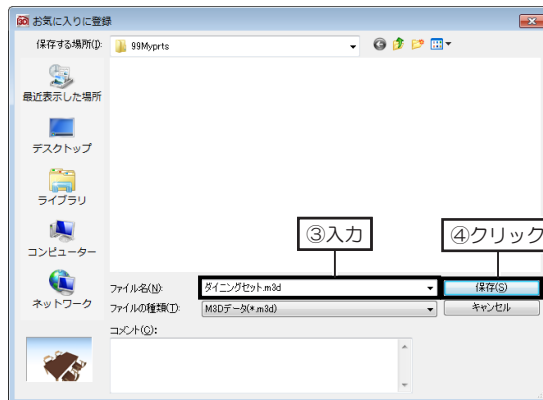 お気に入りに登録
保存する場所(I):
99Myprts
最近表示した場所
デスクトップ
ライブラリ
コンピューター
ネットワーク
③入力
④クリック
ファイル名(N):
ダイニングセット.m3d
保存(S)
ファイルの種類(T):
M3Dデータ(*.m3d)
キャンセル
コメント(C):